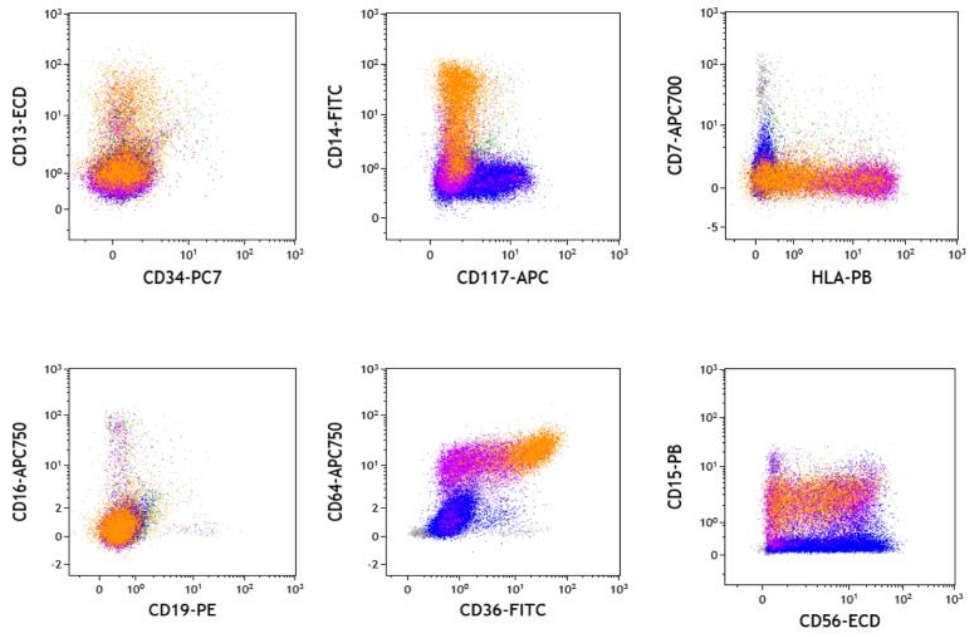 10³
10²
10¹
10⁰
0
CD13-ECD
0 10¹ 10² 10³
CD34-PC7
10³
10²
10¹
10⁰
0
CD14-FITC
0 10¹ 10² 10³
CD117-APC
10³
10²
10¹
0
-5
CD7-APC700
0 10⁰ 10¹ 10² 10³
HLA-PB
10³
10²
10¹
2
0
-2
CD16-APC750
0 10⁰ 10¹ 10² 10³
CD19-PE
10³
10²
10¹
2
0
-2
CD64-APC750
0 10⁰ 10¹ 10² 10³
CD36-FITC
10³
10²
10¹
10⁰
0
CD15-PB
0 10¹ 10² 10³
CD56-ECD